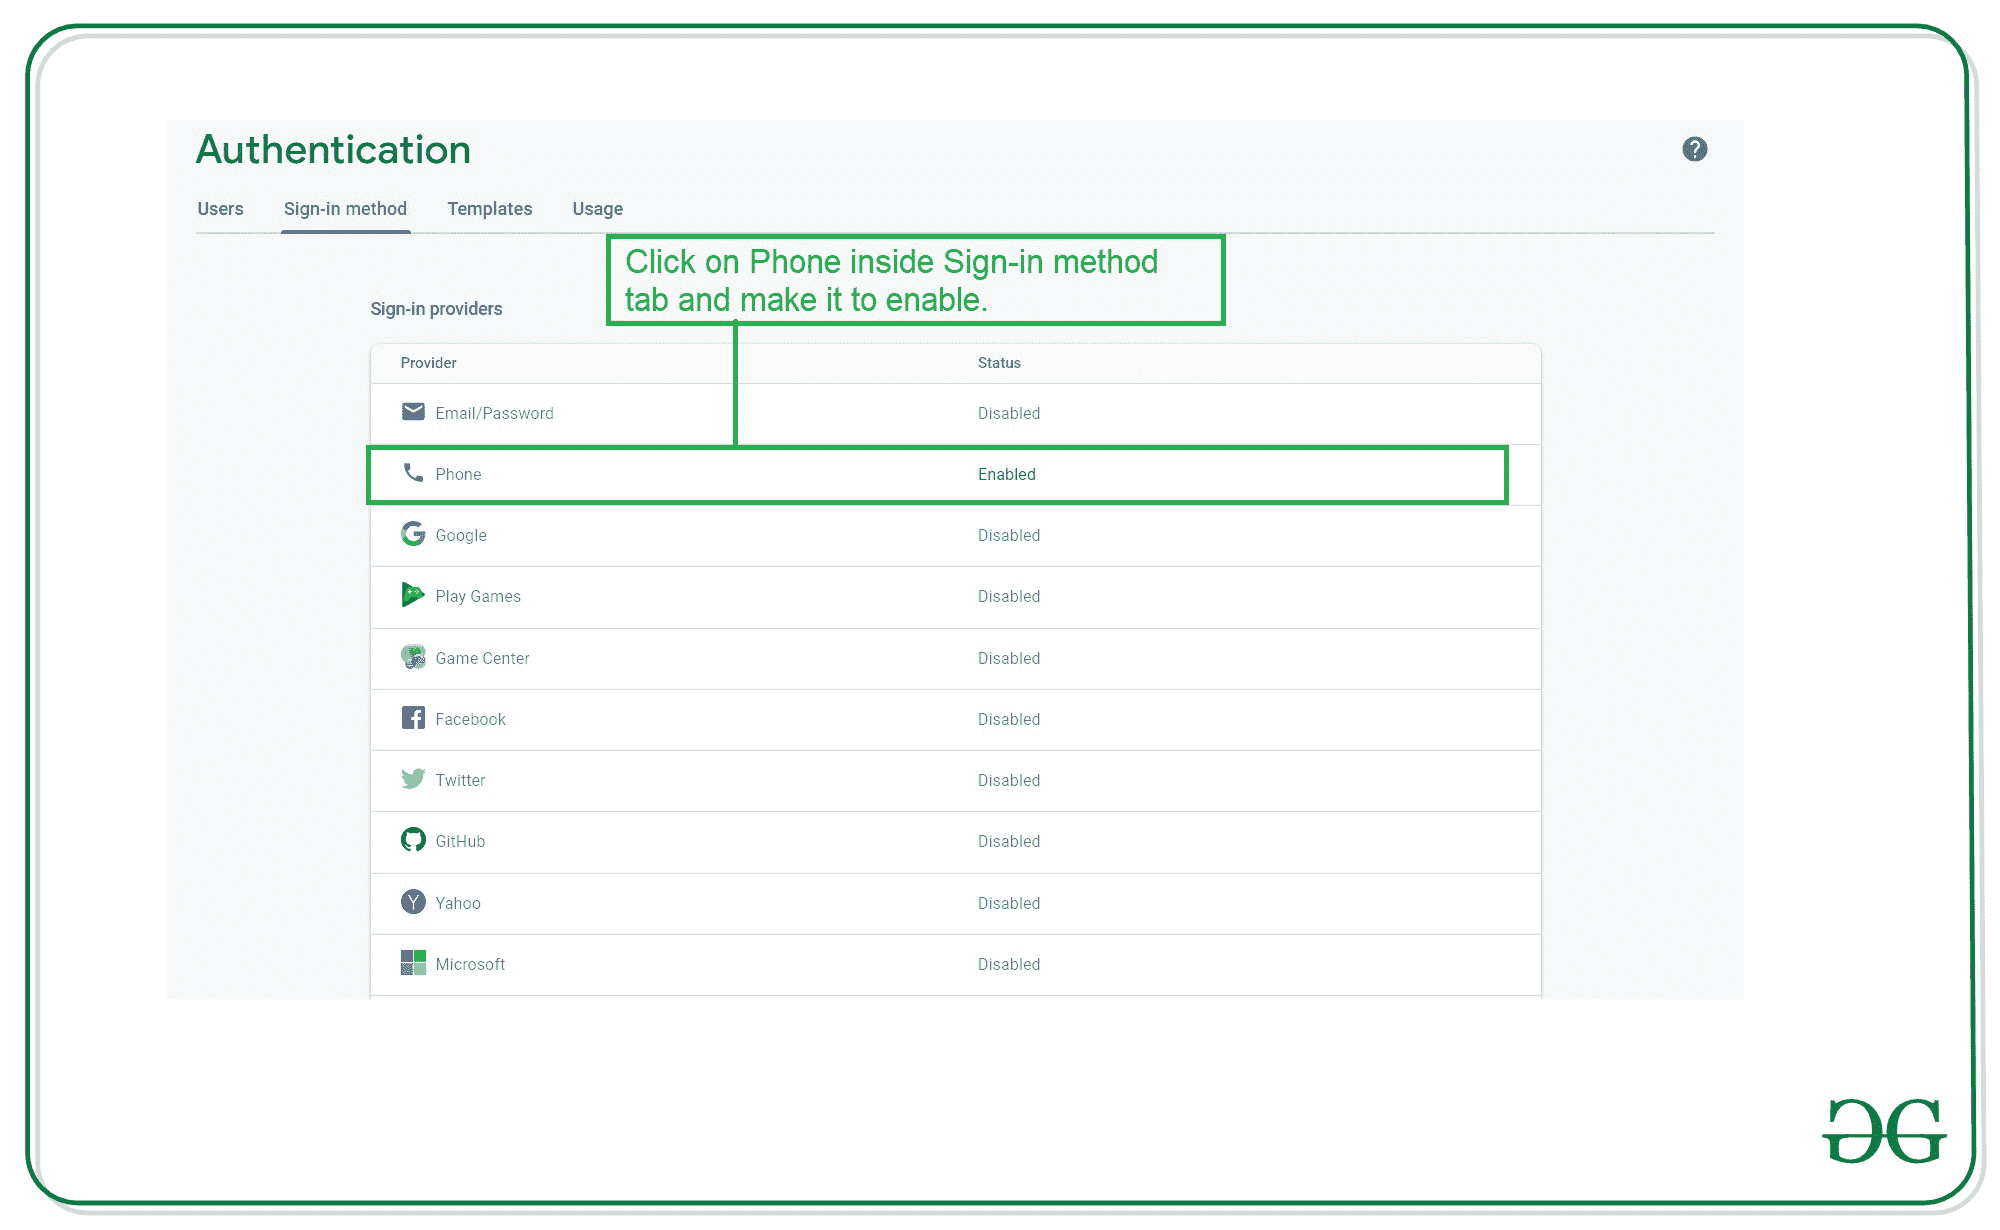 Authentication
?
Users Sign-in method Templates Usage
Click on Phone inside Sign-in method
tab and make it to enable.
Sign-in providers
Provider Status
Email/Password Disabled
Phone Enabled
Google Disabled
Play Games Disabled
Game Center Disabled
Facebook Disabled
Twitter Disabled
GitHub Disabled
Yahoo Disabled
Microsoft Disabled